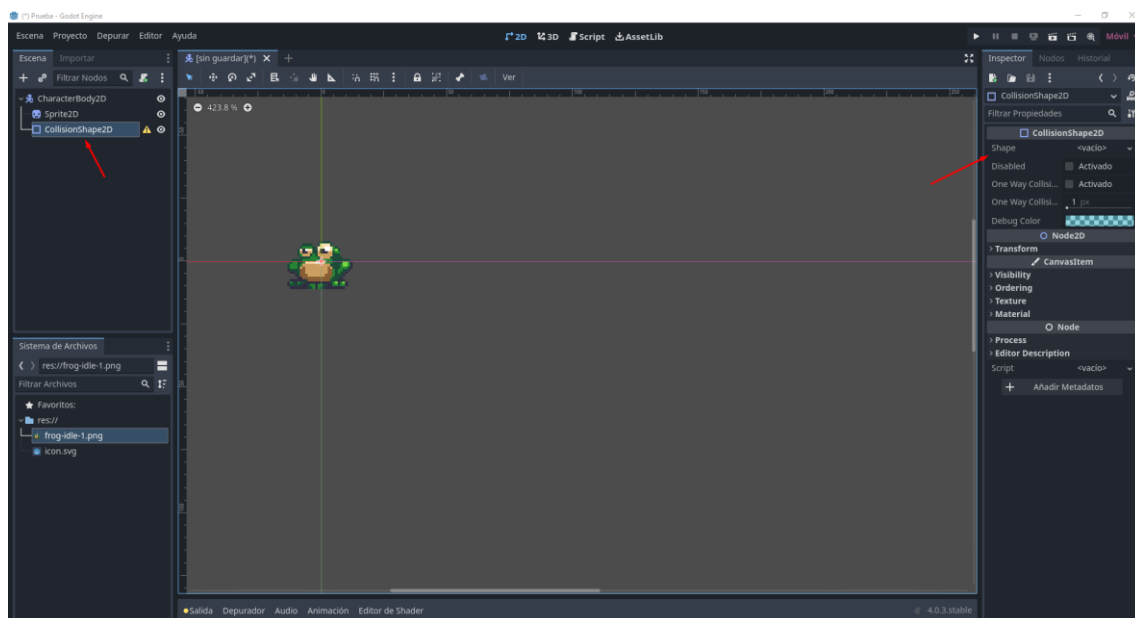 (*) Prueba - Godot Engine
Escena Proyecto Depurar Editor Ayuda
2D 3D Script AssetLib
Móvil
Escena Importar
[sin guardar](*)
Inspector Nodos Historial
Filtrar Nodos
Ver
CharacterBody2D
Sprite2D
CollisionShape2D
423.8 %
CollisionShape2D
Filtrar Propiedades
CollisionShape2D
Shape <vacío>
Disabled Activado
One Way Collisi... Activado
One Way Collisi... 1 px
Debug Color
Node2D
Transform
CanvasItem
Visibility
Ordering
Texture
Material
Node
Process
Editor Description
Script <vacío>
Añadir Metadatos
Sistema de Archivos
res://frog-idle-1.png
Filtrar Archivos
Favoritos:
res://
frog-idle-1.png
icon.svg
Salida Depurador Audio Animación Editor de Shader
4.0.3.stable